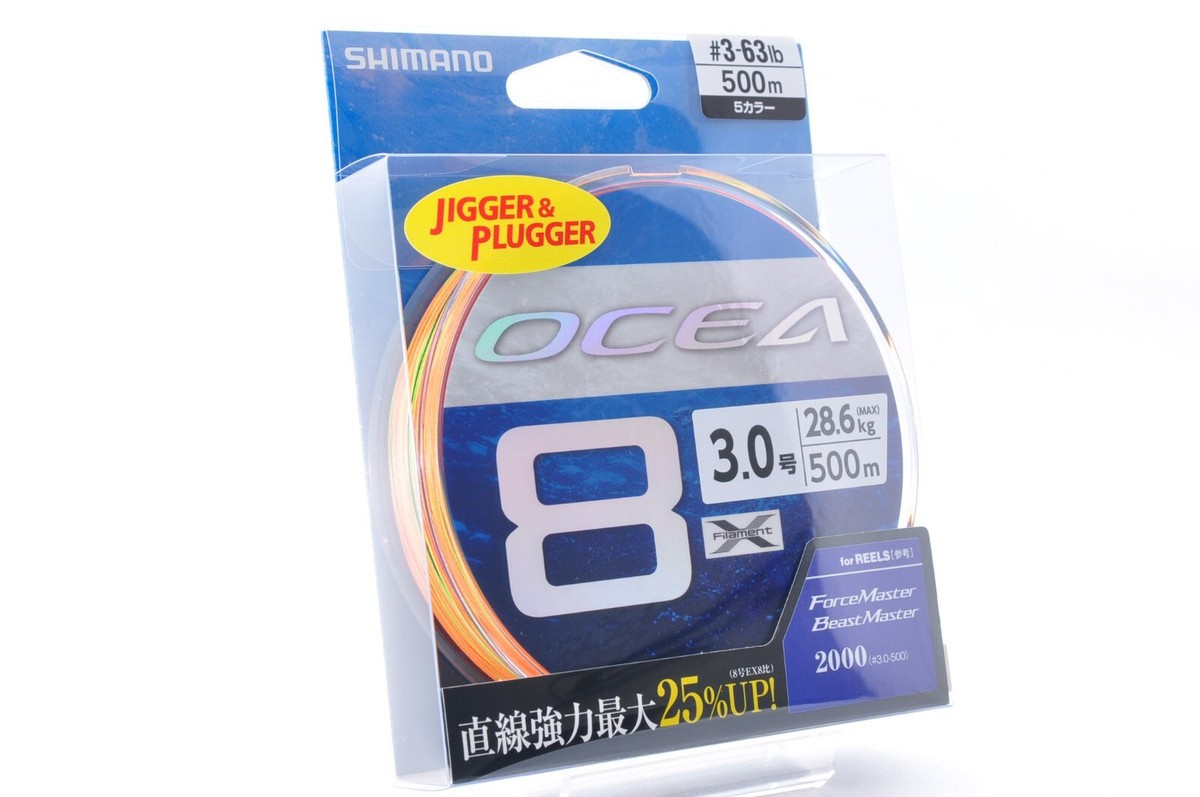 SHIMANO
#3-63lb
500m
5カラー
JIGGER &
PLUGGER
OCEA
8
3.0号
28.6kg (MAX)
500m
X Filament
for REELS [参考]
ForceMaster
BeastMaster
2000 (#3.0-500)
(8号EX8比)
直線強力最大25%UP!